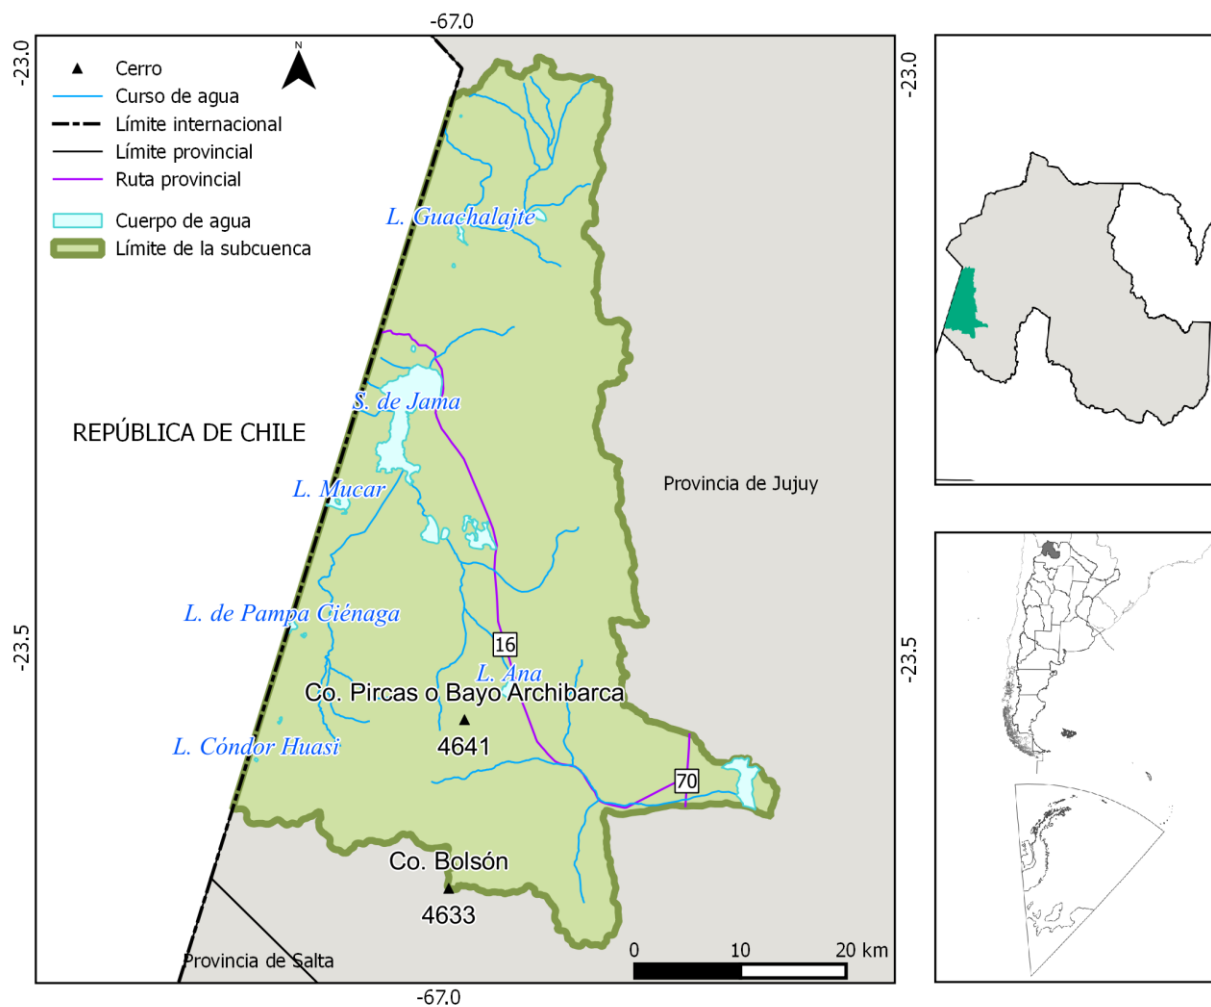 -67.0
-23.0
-23.0
N
Cerro
Curso de agua
Límite internacional
Límite provincial
Ruta provincial
Cuerpo de agua
Límite de la subcuenca
L. Guachalajte
S. de Jama
REPÚBLICA DE CHILE
L. Mucar
Provincia de Jujuy
L. de Pampa Ciénaga
-23.5
-23.5
16
L. Ana
Co. Pircas o Bayo Archibarca
4641
L. Cóndor Huasi
70
Co. Bolsón
4633
0 10 20 km
Provincia de Salta
-67.0